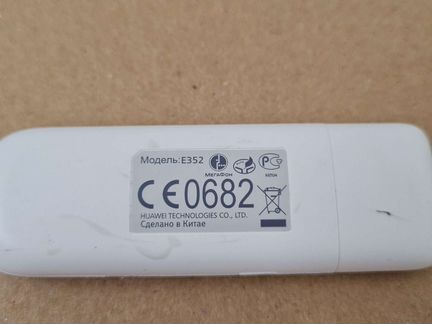 Модель:E352
МЕГАФОН
CE0682
HUAWEI TECHNOLOGIES CO., LTD.
Сделано в Китае